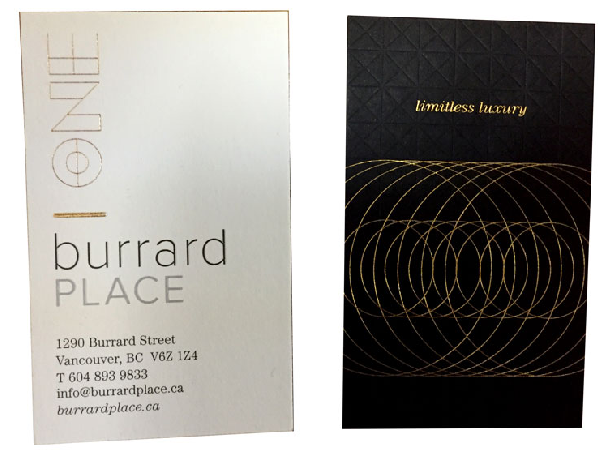 ONE
burrard
PLACE
1290 Burrard Street
Vancouver, BC V6Z 1Z4
T 604 893 9833
info@burrardplace.ca
burrardplace.ca
limitless luxury